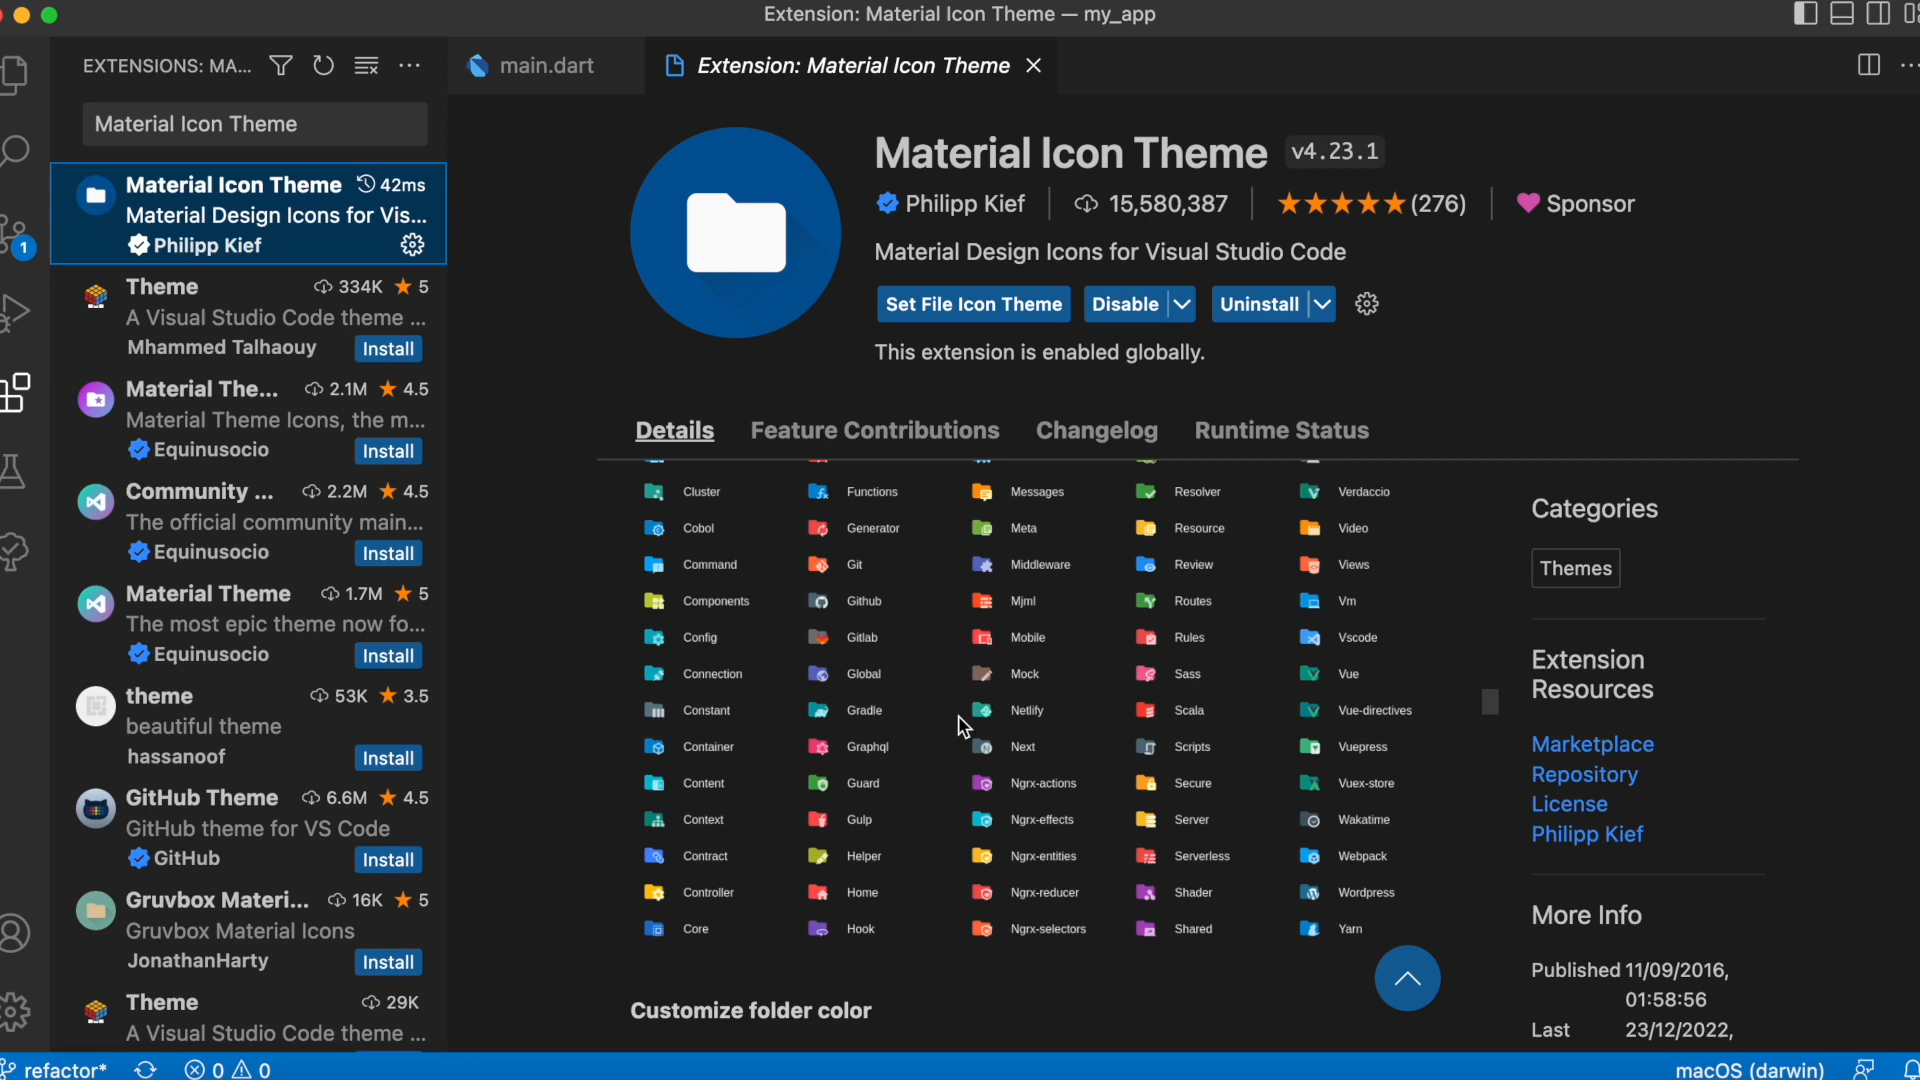 Extension: Material Icon Theme — my_app
EXTENSIONS: MA...
main.dart
Extension: Material Icon Theme
Material Icon Theme
1
Material Icon Theme 42ms
Material Design Icons for Vis...
Philipp Kief
Theme 334K 5
A Visual Studio Code theme ...
Mhammed Talhaouy Install
Material The... 2.1M 4.5
Material Theme Icons, the m...
Equinusocio Install
Community ... 2.2M 4.5
The official community main...
Equinusocio Install
Material Theme 1.7M 5
The most epic theme now fo...
Equinusocio Install
theme 53K 3.5
beautiful theme
hassanoof Install
GitHub Theme 6.6M 4.5
GitHub theme for VS Code
GitHub Install
Gruvbox Materi... 16K 5
Gruvbox Material Icons
JonathanHarty Install
Theme 29K
A Visual Studio Code theme ...
Material Icon Theme v4.23.1
Philipp Kief 15,580,387 (276) Sponsor
Material Design Icons for Visual Studio Code
Set File Icon Theme Disable Uninstall
This extension is enabled globally.
Details Feature Contributions Changelog Runtime Status
Cluster Functions Messages Resolver Verdaccio
Cobol Generator Meta Resource Video
Command Git Middleware Review Views
Components Github Mjml Routes Vm
Config Gitlab Mobile Rules Vscode
Connection Global Mock Sass Vue
Constant Gradle Netlify Scala Vue-directives
Container Graphql Next Scripts Vuepress
Content Guard Ngrx-actions Secure Vuex-store
Context Gulp Ngrx-effects Server Wakatime
Contract Helper Ngrx-entities Serverless Webpack
Controller Home Ngrx-reducer Shader Wordpress
Core Hook Ngrx-selectors Shared Yarn
Customize folder color
Categories
Themes
Extension
Resources
Marketplace
Repository
License
Philipp Kief
More Info
Published 11/09/2016,
01:58:56
Last 23/12/2022,
refactor* 0 0 macOS (darwin)